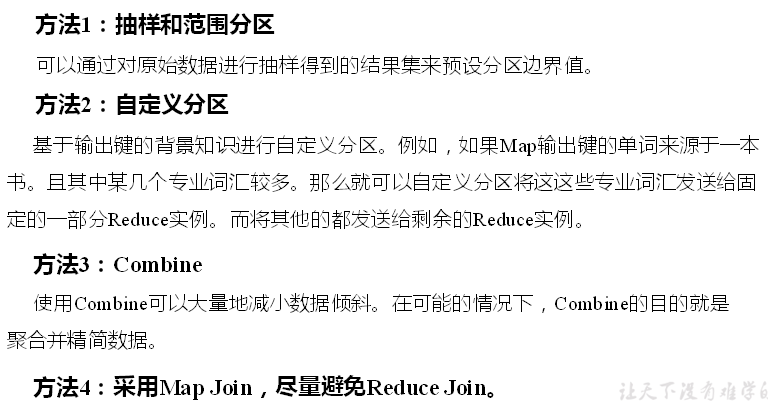 方法1：抽样和范围分区
可以通过对原始数据进行抽样得到的结果集来预设分区边界值。
方法2：自定义分区
基于输出键的背景知识进行自定义分区。例如，如果Map输出键的单词来源于一本
书。且其中某几个专业词汇较多。那么就可以自定义分区将这这些专业词汇发送给固
定的一部分Reduce实例。而将其他的都发送给剩余的Reduce实例。
方法3：Combine
使用Combine可以大量地减小数据倾斜。在可能的情况下，Combine的目的就是
聚合并精简数据。
方法4：采用Map Join，尽量避免Reduce Join。
让天下没有难学的